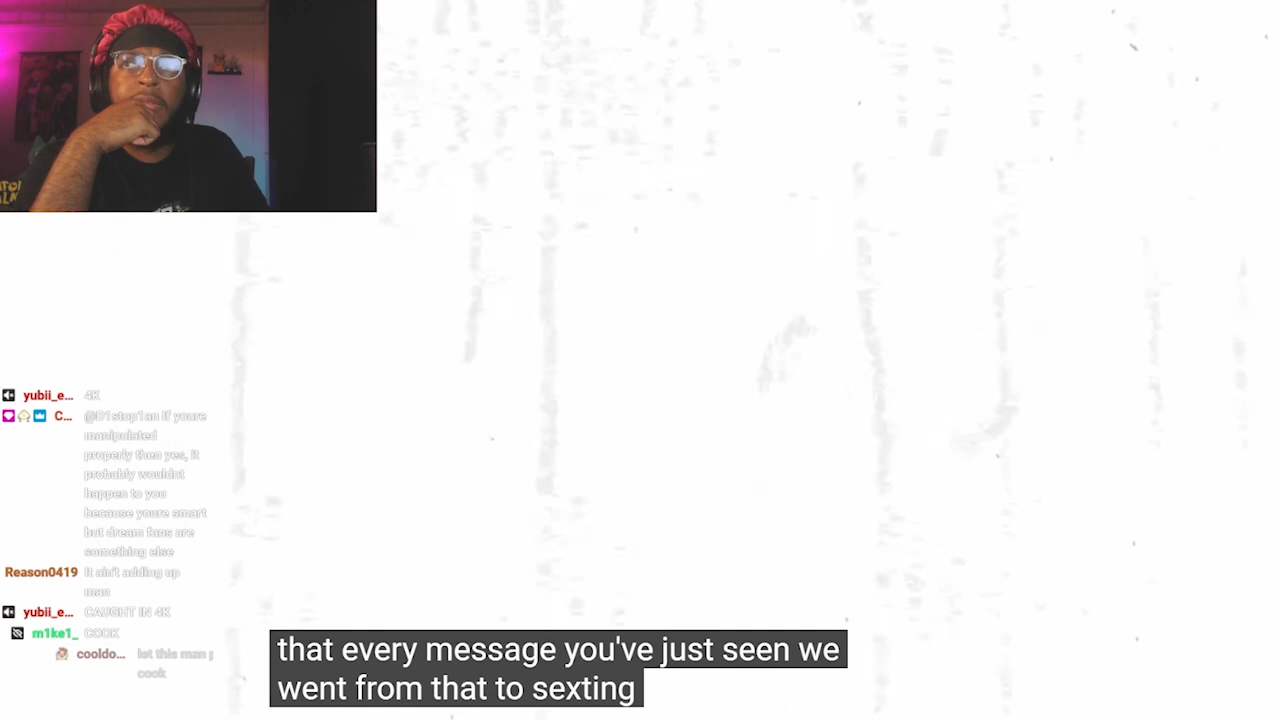 yubii_e... 4K
C... @D1stop1an If youre
manipulated
properly then yes, it
probably wouldnt
happen to you
because youre smart
but dream fans are
something else
Reason0419 It ain't adding up
man
yubii_e... CAUGHT IN 4K
m1ke1_ COOK
cooldo... let this man
cook
that every message you've just seen we
went from that to sexting